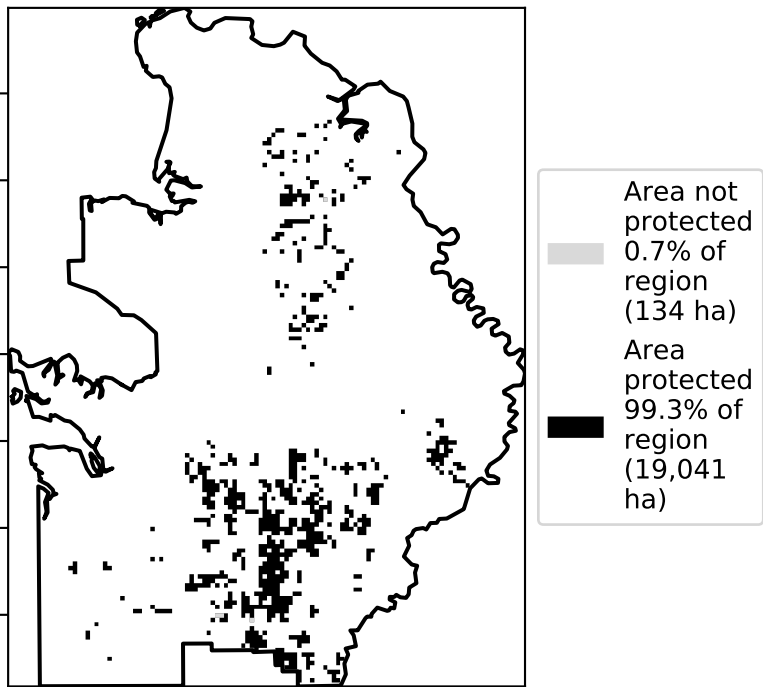 Area not
protected
0.7% of
region
(134 ha)
Area
protected
99.3% of
region
(19,041
ha)